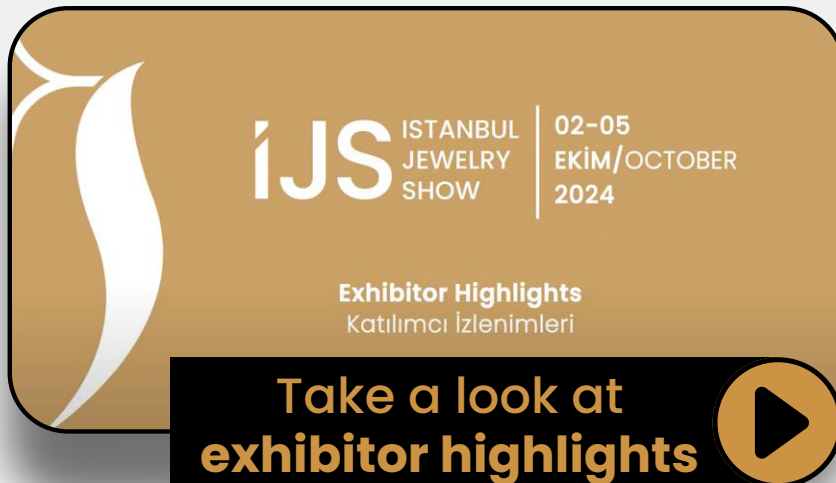 iJS
ISTANBUL
JEWELRY
SHOW
02-05
EKİM/OCTOBER
2024
Exhibitor Highlights
Katılımcı İzlenimleri
Take a look at
exhibitor highlights